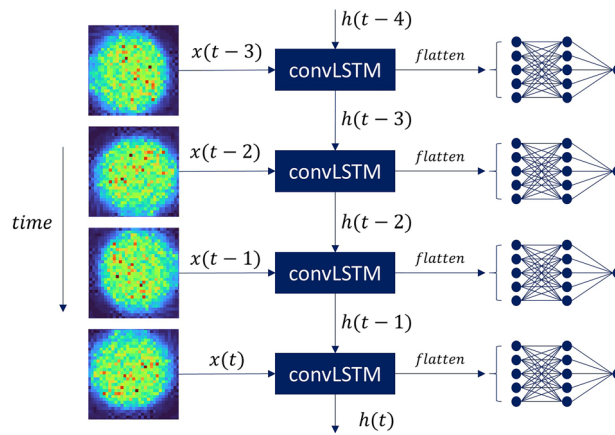 h(t−4)
x(t−3)
convLSTM
flatten
h(t−3)
x(t−2)
convLSTM
flatten
h(t−2)
time
x(t−1)
convLSTM
flatten
h(t−1)
x(t)
convLSTM
flatten
h(t)